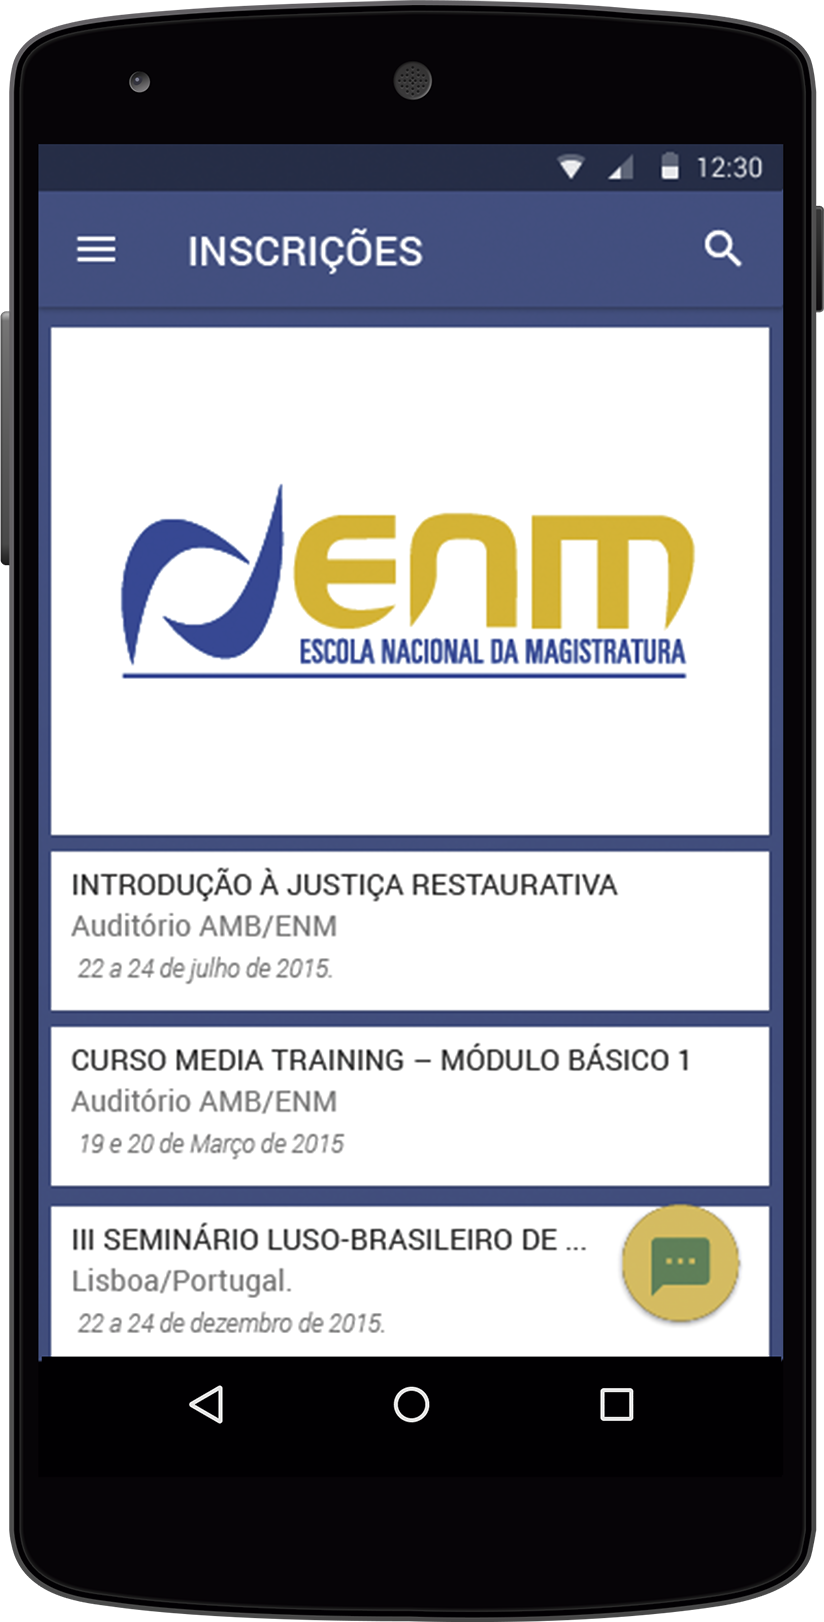 12:30
INSCRIÇÕES
ENM
ESCOLA NACIONAL DA MAGISTRATURA
INTRODUÇÃO À JUSTIÇA RESTAURATIVA
Auditório AMB/ENM
22 a 24 de julho de 2015.
CURSO MEDIA TRAINING – MÓDULO BÁSICO 1
Auditório AMB/ENM
19 e 20 de Março de 2015
III SEMINÁRIO LUSO-BRASILEIRO DE ...
Lisboa/Portugal.
22 a 24 de dezembro de 2015.